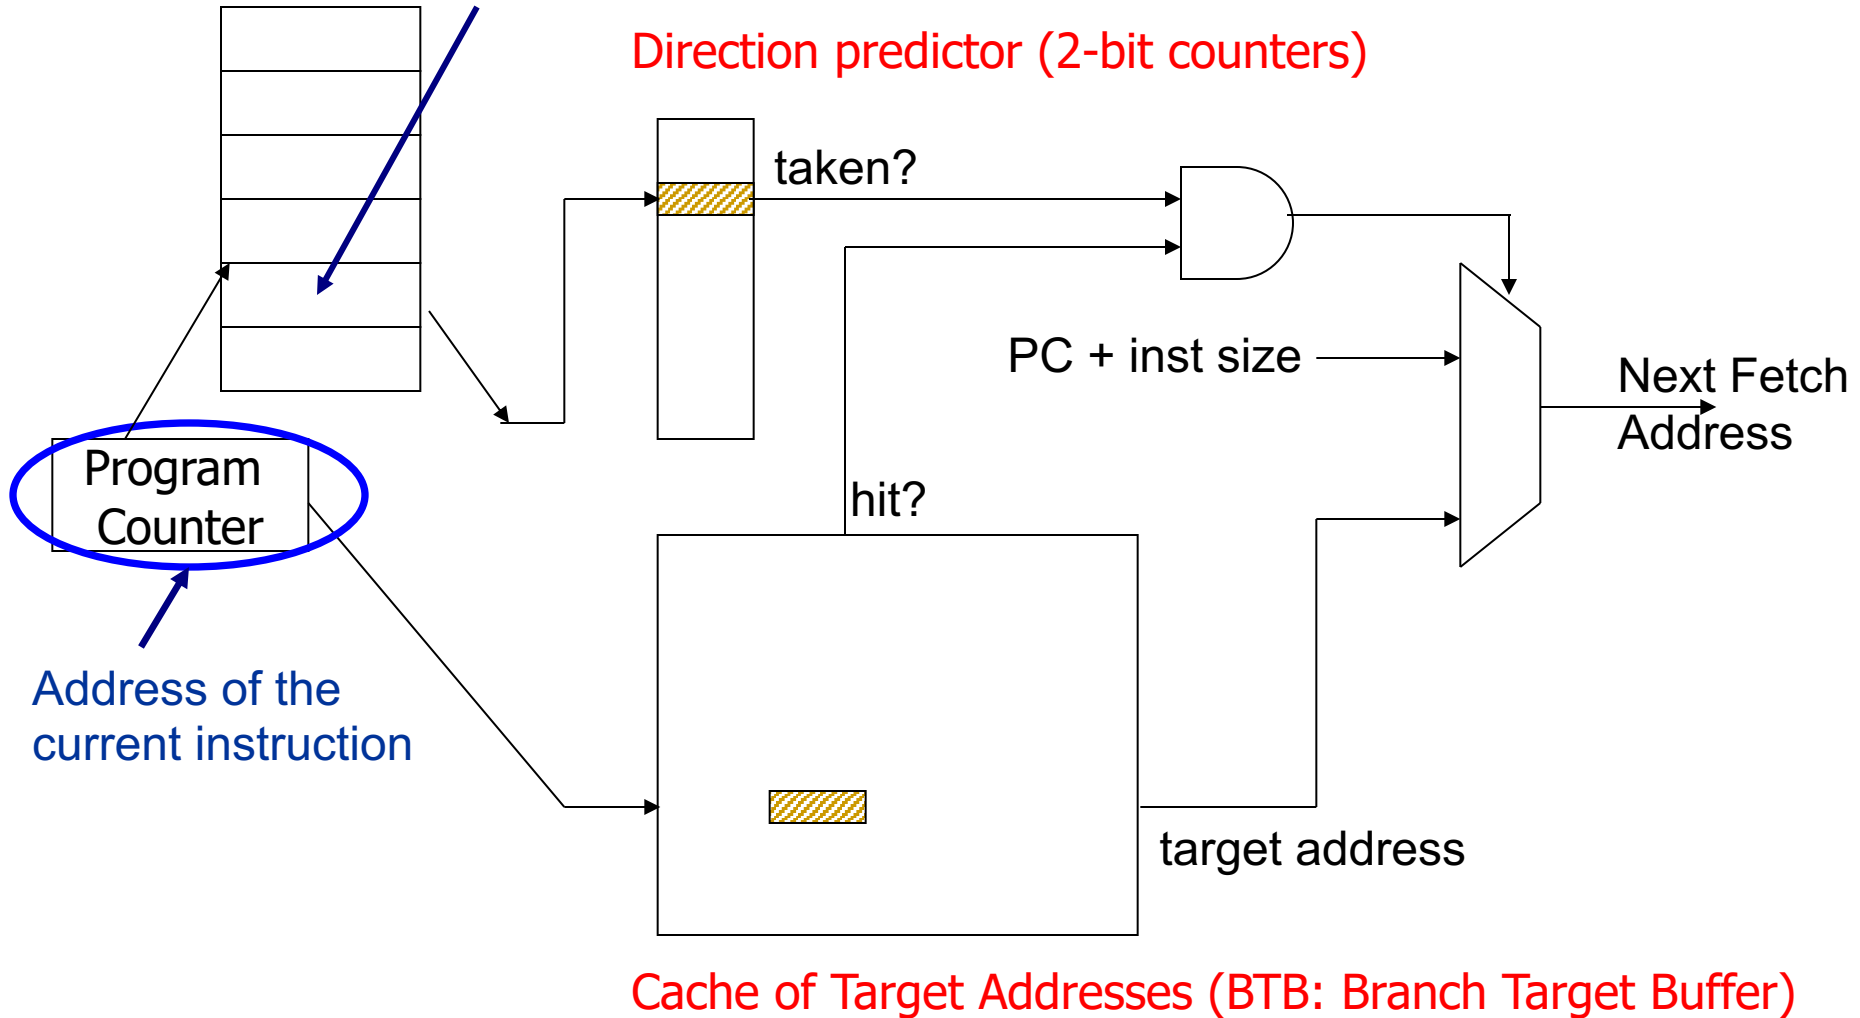 Direction predictor (2-bit counters)
taken?
PC + inst size
Next Fetch
Address
Program
Counter
hit?
Address of the
current instruction
target address
Cache of Target Addresses (BTB: Branch Target Buffer)